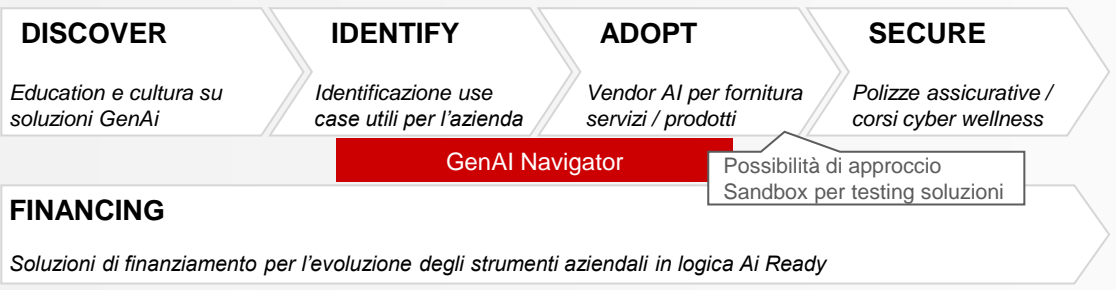 DISCOVER
Education e cultura su
soluzioni GenAi
IDENTIFY
Identificazione use
case utili per l'azienda
ADOPT
Vendor AI per fornitura
servizi / prodotti
SECURE
Polizze assicurative /
corsi cyber wellness
GenAI Navigator
Possibilità di approccio
Sandbox per testing soluzioni
FINANCING
Soluzioni di finanziamento per l'evoluzione degli strumenti aziendali in logica Ai Ready